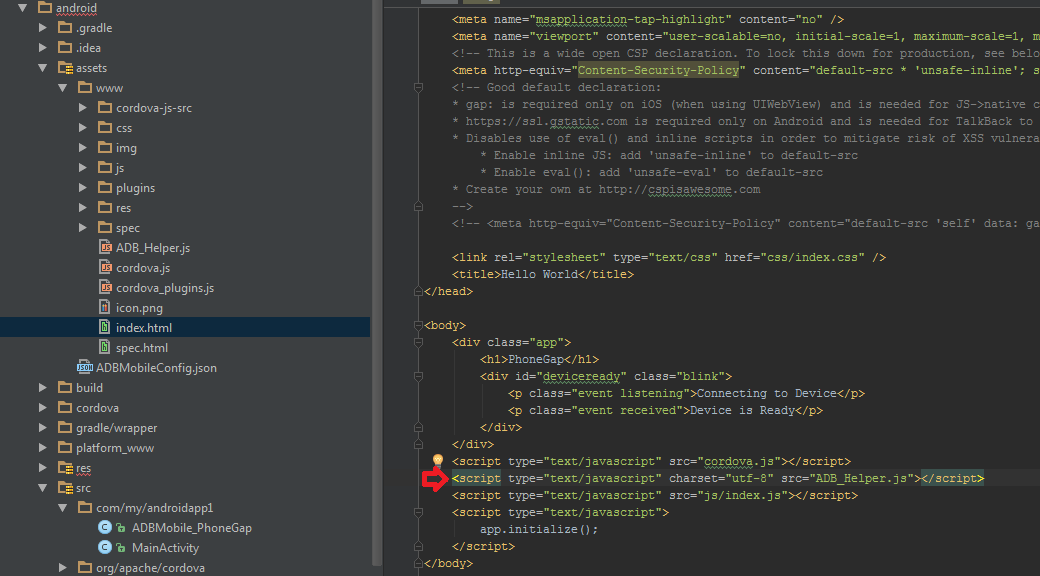 android
.gradle
.idea
assets
www
cordova-js-src
css
img
js
plugins
res
spec
ADB_Helper.js
cordova.js
cordova_plugins.js
icon.png
index.html
spec.html
ADBMobileConfig.json
build
cordova
gradle/wrapper
platform_www
res
src
com/my/androidapp1
ADBMobile_PhoneGap
MainActivity
org/apache/cordova
<meta name="msapplication-tap-highlight" content="no" />
<meta name="viewport" content="user-scalable=no, initial-scale=1, maximum-scale=1, m
<!-- This is a wide open CSP declaration. To lock this down for production, see belo
<meta http-equiv="Content-Security-Policy" content="default-src * 'unsafe-inline'; s
<!-- Good default declaration:
* gap: is required only on iOS (when using UIWebView) and is needed for JS->native c
* https://ssl.gstatic.com is required only on Android and is needed for TalkBack to
* Disables use of eval() and inline scripts in order to mitigate risk of XSS vulnera
* Enable inline JS: add 'unsafe-inline' to default-src
* Enable eval(): add 'unsafe-eval' to default-src
* Create your own at http://cspisawesome.com
-->
<!-- <meta http-equiv="Content-Security-Policy" content="default-src 'self' data: ga
<link rel="stylesheet" type="text/css" href="css/index.css" />
<title>Hello World</title>
</head>
<body>
<div class="app">
<h1>PhoneGap</h1>
<div id="deviceready" class="blink">
<p class="event listening">Connecting to Device</p>
<p class="event received">Device is Ready</p>
</div>
</div>
<script type="text/javascript" src="cordova.js"></script>
<script type="text/javascript" charset="utf-8" src="ADB_Helper.js"></script>
<script type="text/javascript" src="js/index.js"></script>
<script type="text/javascript">
app.initialize();
</script>
</body>